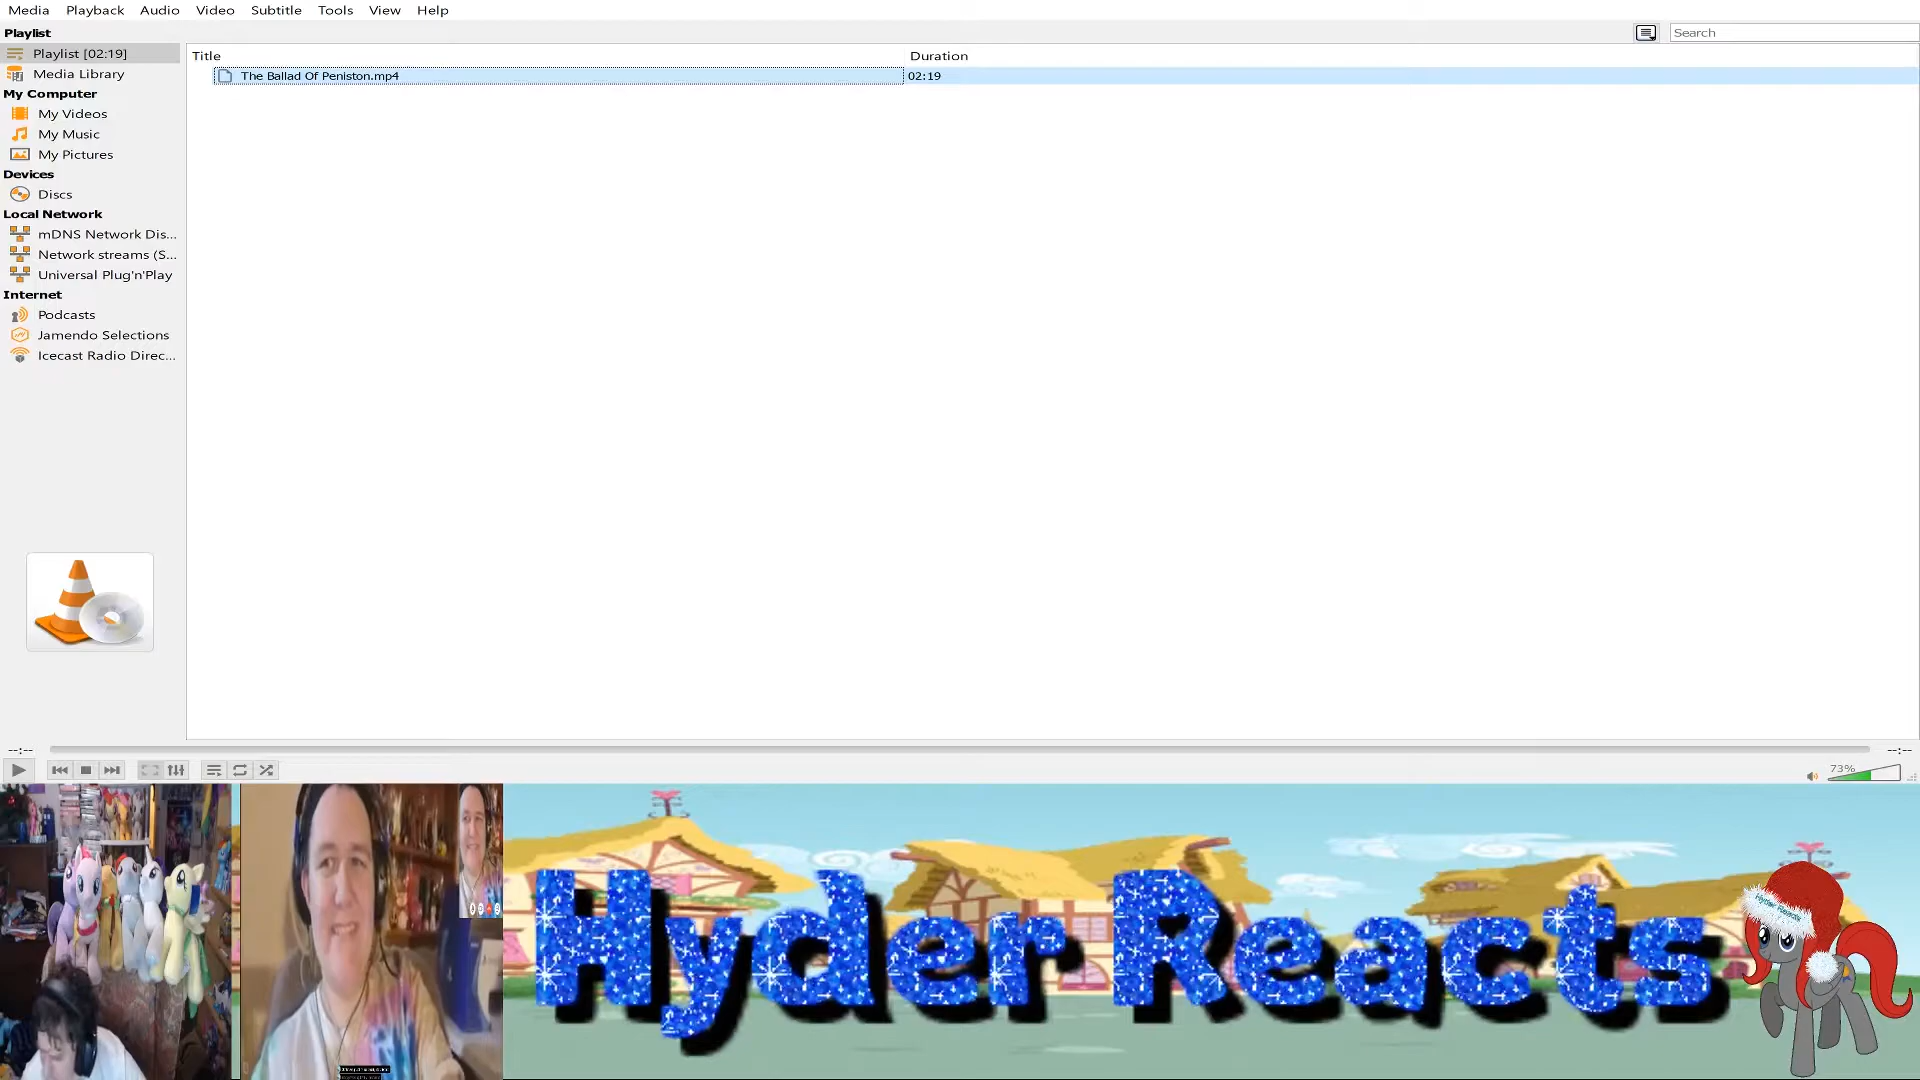 Media Playback Audio Video Subtitle Tools View Help
Playlist
Search
Playlist [02:19]
Title Duration
Media Library
The Ballad Of Peniston.mp4 02:19
My Computer
My Videos
My Music
My Pictures
Devices
Discs
Local Network
mDNS Network Dis...
Network streams (S...
Universal Plug'n'Play
Internet
Podcasts
Jamendo Selections
Icecast Radio Direc...
--:-- --:--
73%
Hyder Reacts
Hyder Reacts